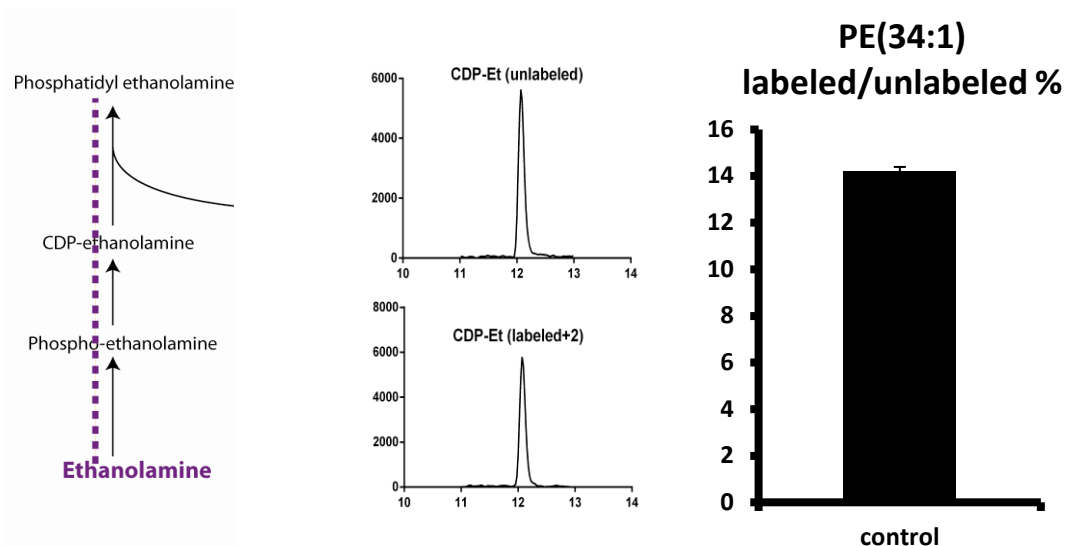 Phosphatidyl ethanolamine
CDP-ethanolamine
Phospho-ethanolamine
Ethanolamine
CDP-Et (unlabeled)
6000
4000
2000
0
10 11 12 13 14
CDP-Et (labeled+2)
8000
6000
4000
2000
0
10 11 12 13 14
PE(34:1)
labeled/unlabeled %
16
14
12
10
8
6
4
2
0
control